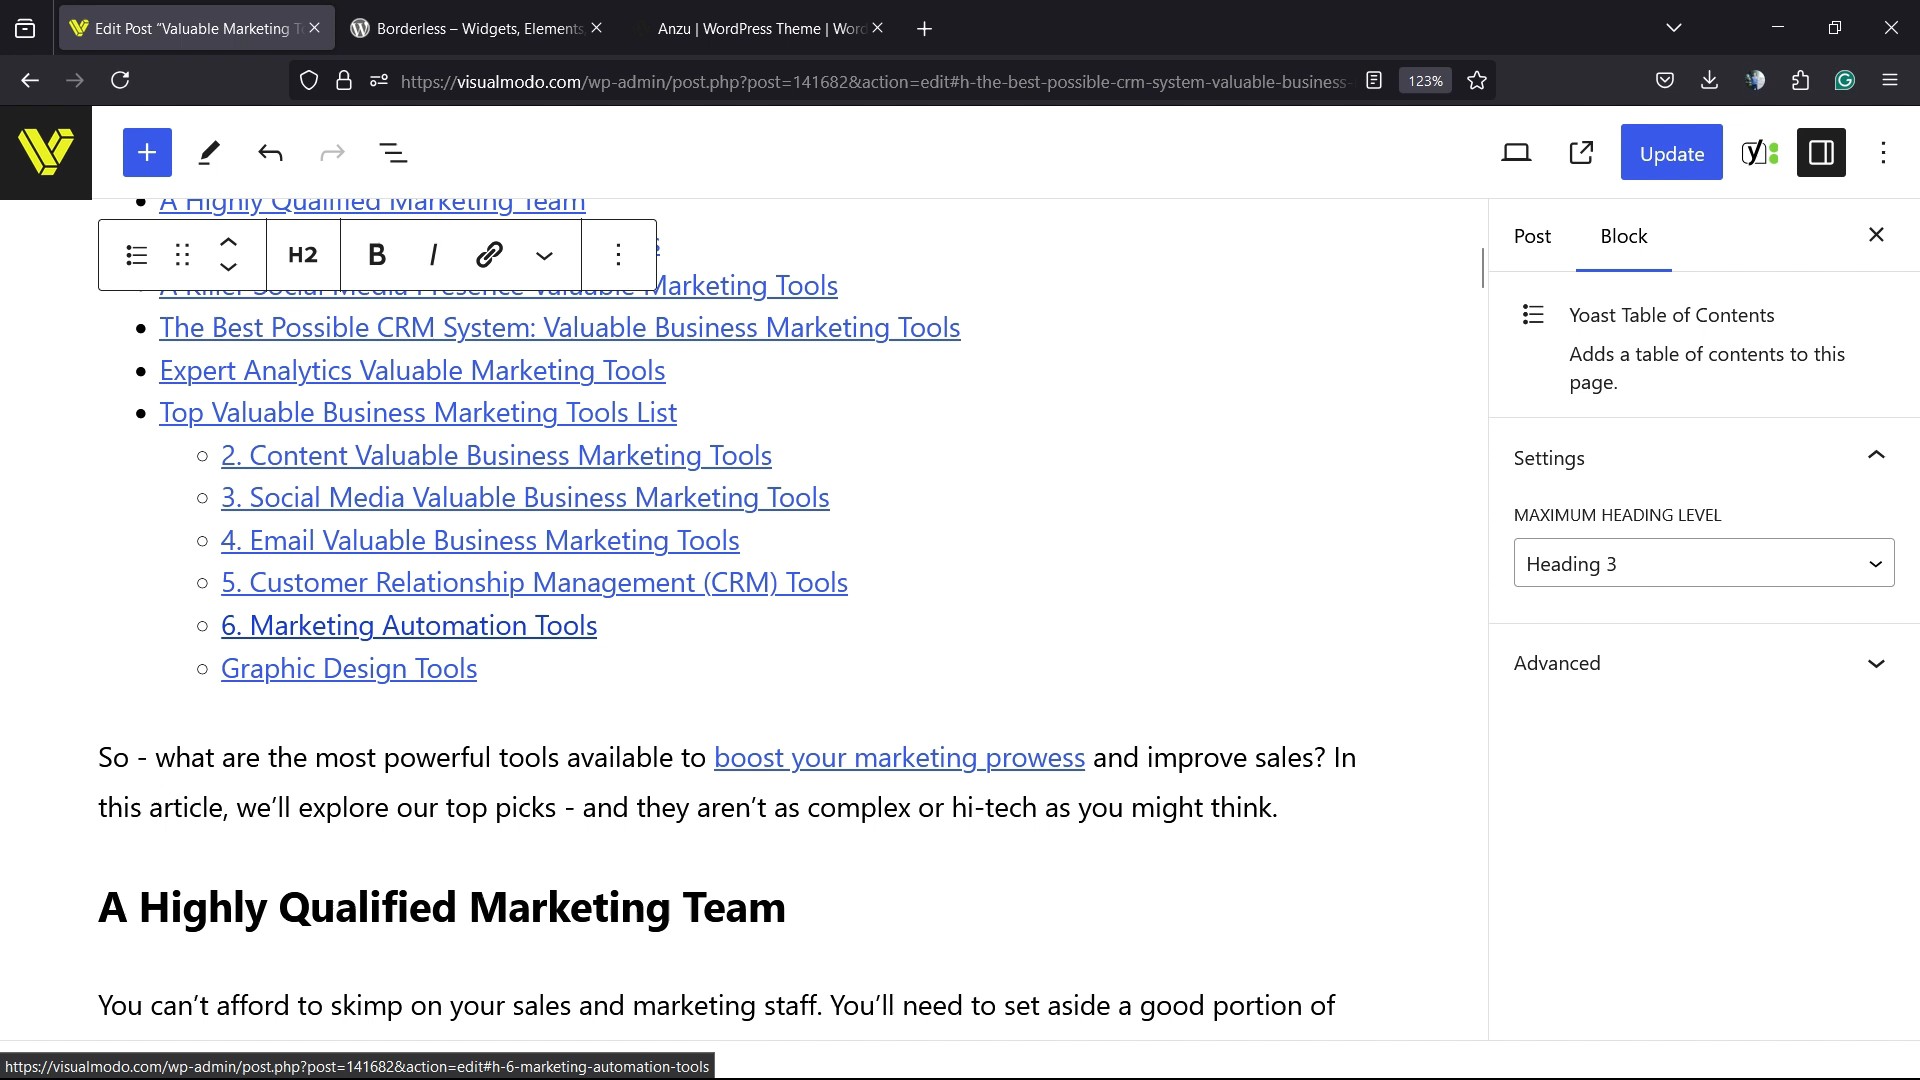 Edit Post “Valuable Marketing T
Borderless – Widgets, Elements,
Anzu | WordPress Theme | Word
https://visualmodo.com/wp-admin/post.php?post=141682&action=edit#h-the-best-possible-crm-system-valuable-business-
123%
Update
A Highly Qualified Marketing Team
H2 B I
A Killer Social Media Presence Valuable Marketing Tools
The Best Possible CRM System: Valuable Business Marketing Tools
Expert Analytics Valuable Marketing Tools
Top Valuable Business Marketing Tools List
2. Content Valuable Business Marketing Tools
3. Social Media Valuable Business Marketing Tools
4. Email Valuable Business Marketing Tools
5. Customer Relationship Management (CRM) Tools
6. Marketing Automation Tools
Graphic Design Tools
So - what are the most powerful tools available to boost your marketing prowess and improve sales? In
this article, we’ll explore our top picks - and they aren’t as complex or hi-tech as you might think.
A Highly Qualified Marketing Team
You can’t afford to skimp on your sales and marketing staff. You’ll need to set aside a good portion of
Post Block
Yoast Table of Contents
Adds a table of contents to this
page.
Settings
MAXIMUM HEADING LEVEL
Heading 3
Advanced
https://visualmodo.com/wp-admin/post.php?post=141682&action=edit#h-6-marketing-automation-tools